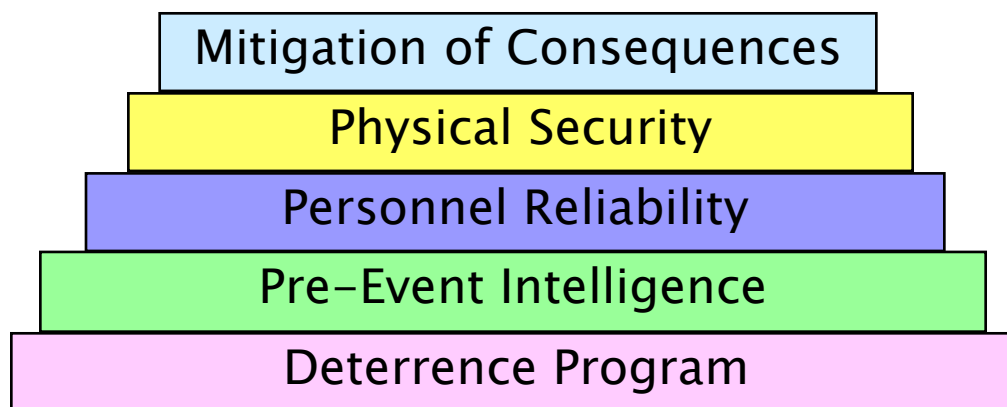 Mitigation of Consequences
Physical Security
Personnel Reliability
Pre-Event Intelligence
Deterrence Program